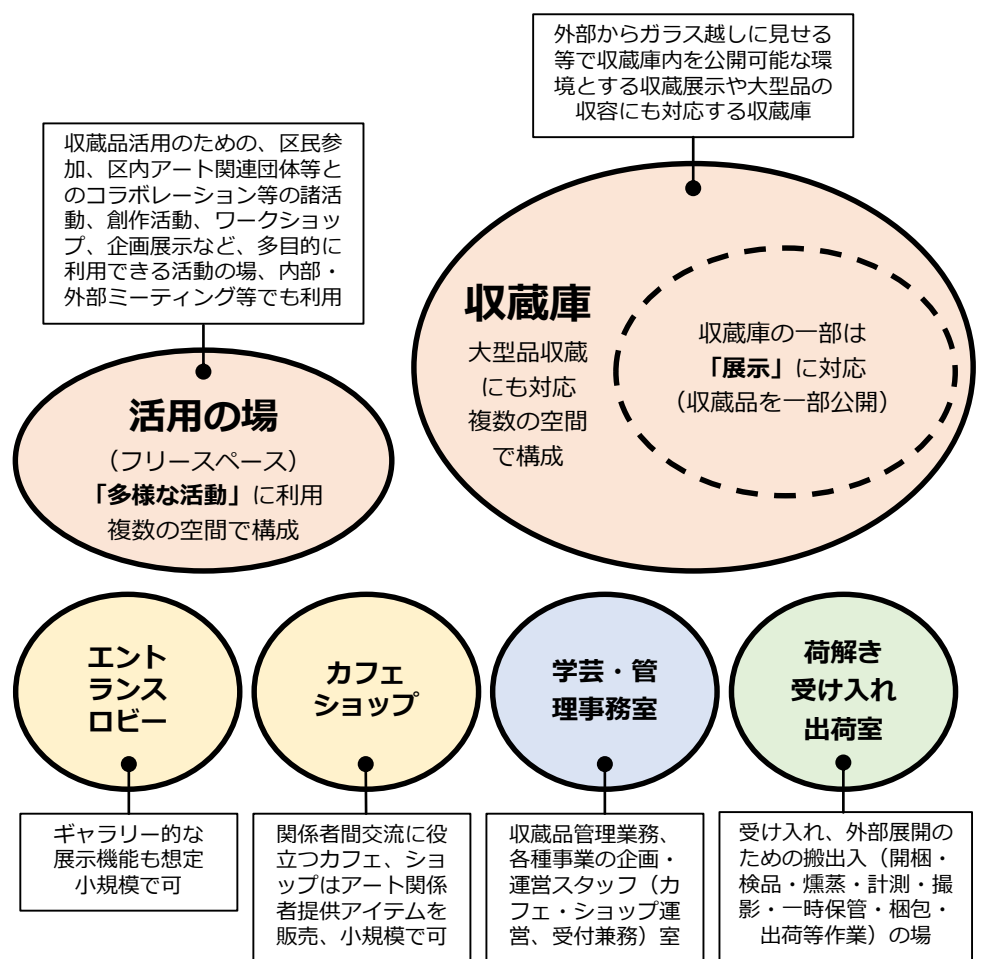 外部からガラス越しに見せる
等で収蔵庫内を公開可能な環
境とする収蔵展示や大型品の
収容にも対応する収蔵庫
収蔵品活用のための、区民参
加、区内アート関連団体等と
のコラボレーション等の諸活
動、創作活動、ワークショッ
プ、企画展示など、多目的に
利用できる活動の場、内部・
外部ミーティング等でも利用
収蔵庫
大型品収蔵
にも対応
複数の空間
で構成
収蔵庫の一部は
「展示」に対応
（収蔵品を一部公開）
活用の場
（フリースペース）
「多様な活動」に利用
複数の空間で構成
エント
ランス
ロビー
カフェ
ショップ
学芸・管
理事務室
荷解き
受け入れ
出荷室
ギャラリー的な
展示機能も想定
小規模で可
関係者間交流に役
立つカフェ、ショ
ップはアート関係
者提供アイテムを
販売、小規模で可
収蔵品管理業務、
各種事業の企画・
運営スタッフ（カ
フェ・ショップ運
営、受付兼務）室
受け入れ、外部展開の
ための搬出入（開梱・
検品・燻蒸・計測・撮
影・一時保管・梱包・
出荷等作業）の場